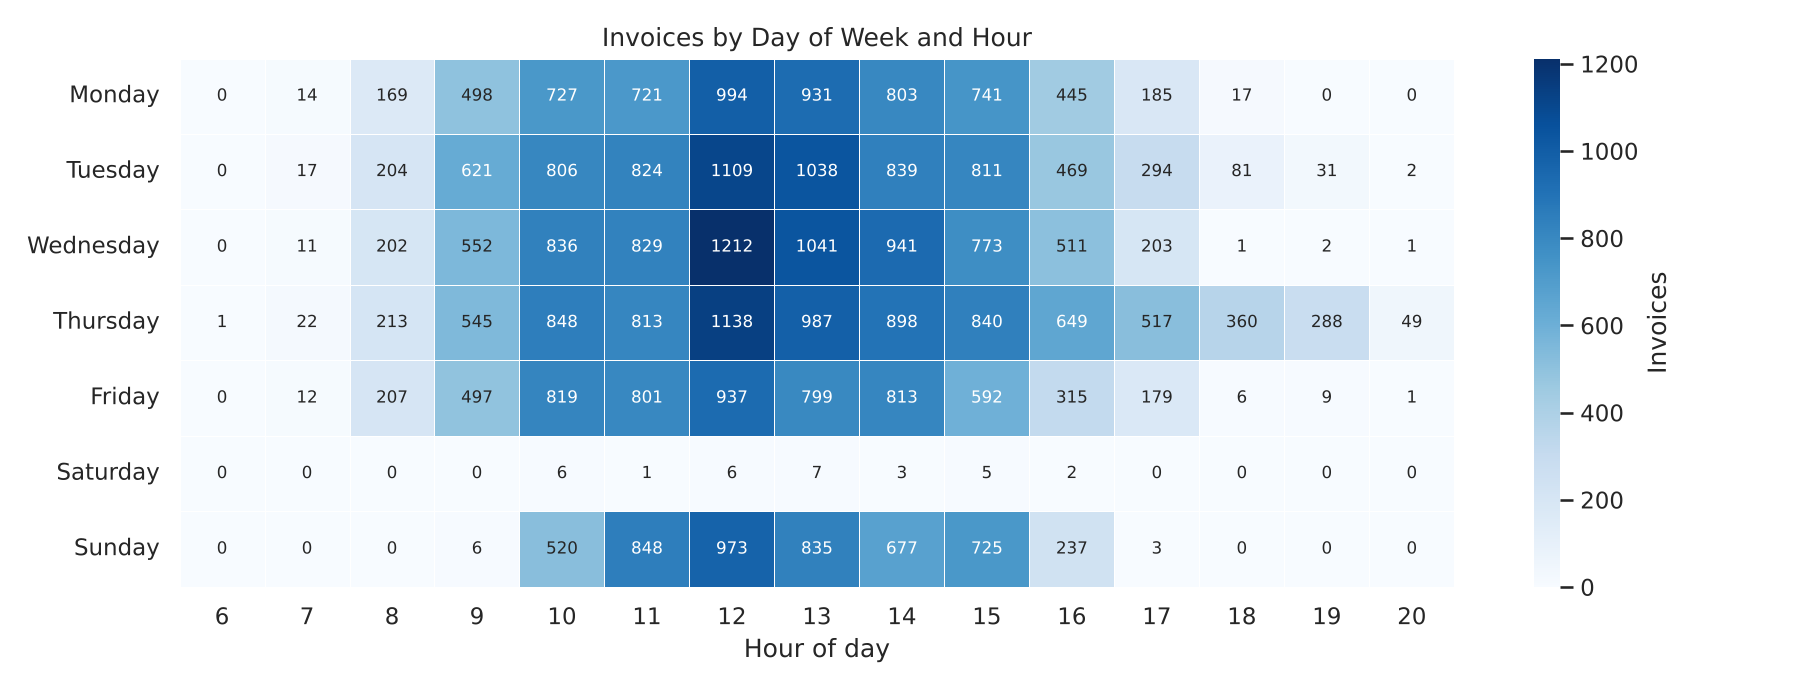 Invoices by Day of Week and Hour
Monday 0 14 169 498 727 721 994 931 803 741 445 185 17 0 0
Tuesday 0 17 204 621 806 824 1109 1038 839 811 469 294 81 31 2
Wednesday 0 11 202 552 836 829 1212 1041 941 773 511 203 1 2 1
Thursday 1 22 213 545 848 813 1138 987 898 840 649 517 360 288 49
Friday 0 12 207 497 819 801 937 799 813 592 315 179 6 9 1
Saturday 0 0 0 0 6 1 6 7 3 5 2 0 0 0 0
Sunday 0 0 0 6 520 848 973 835 677 725 237 3 0 0 0
6 7 8 9 10 11 12 13 14 15 16 17 18 19 20
Hour of day
1200
1000
800
600
400
200
0
Invoices